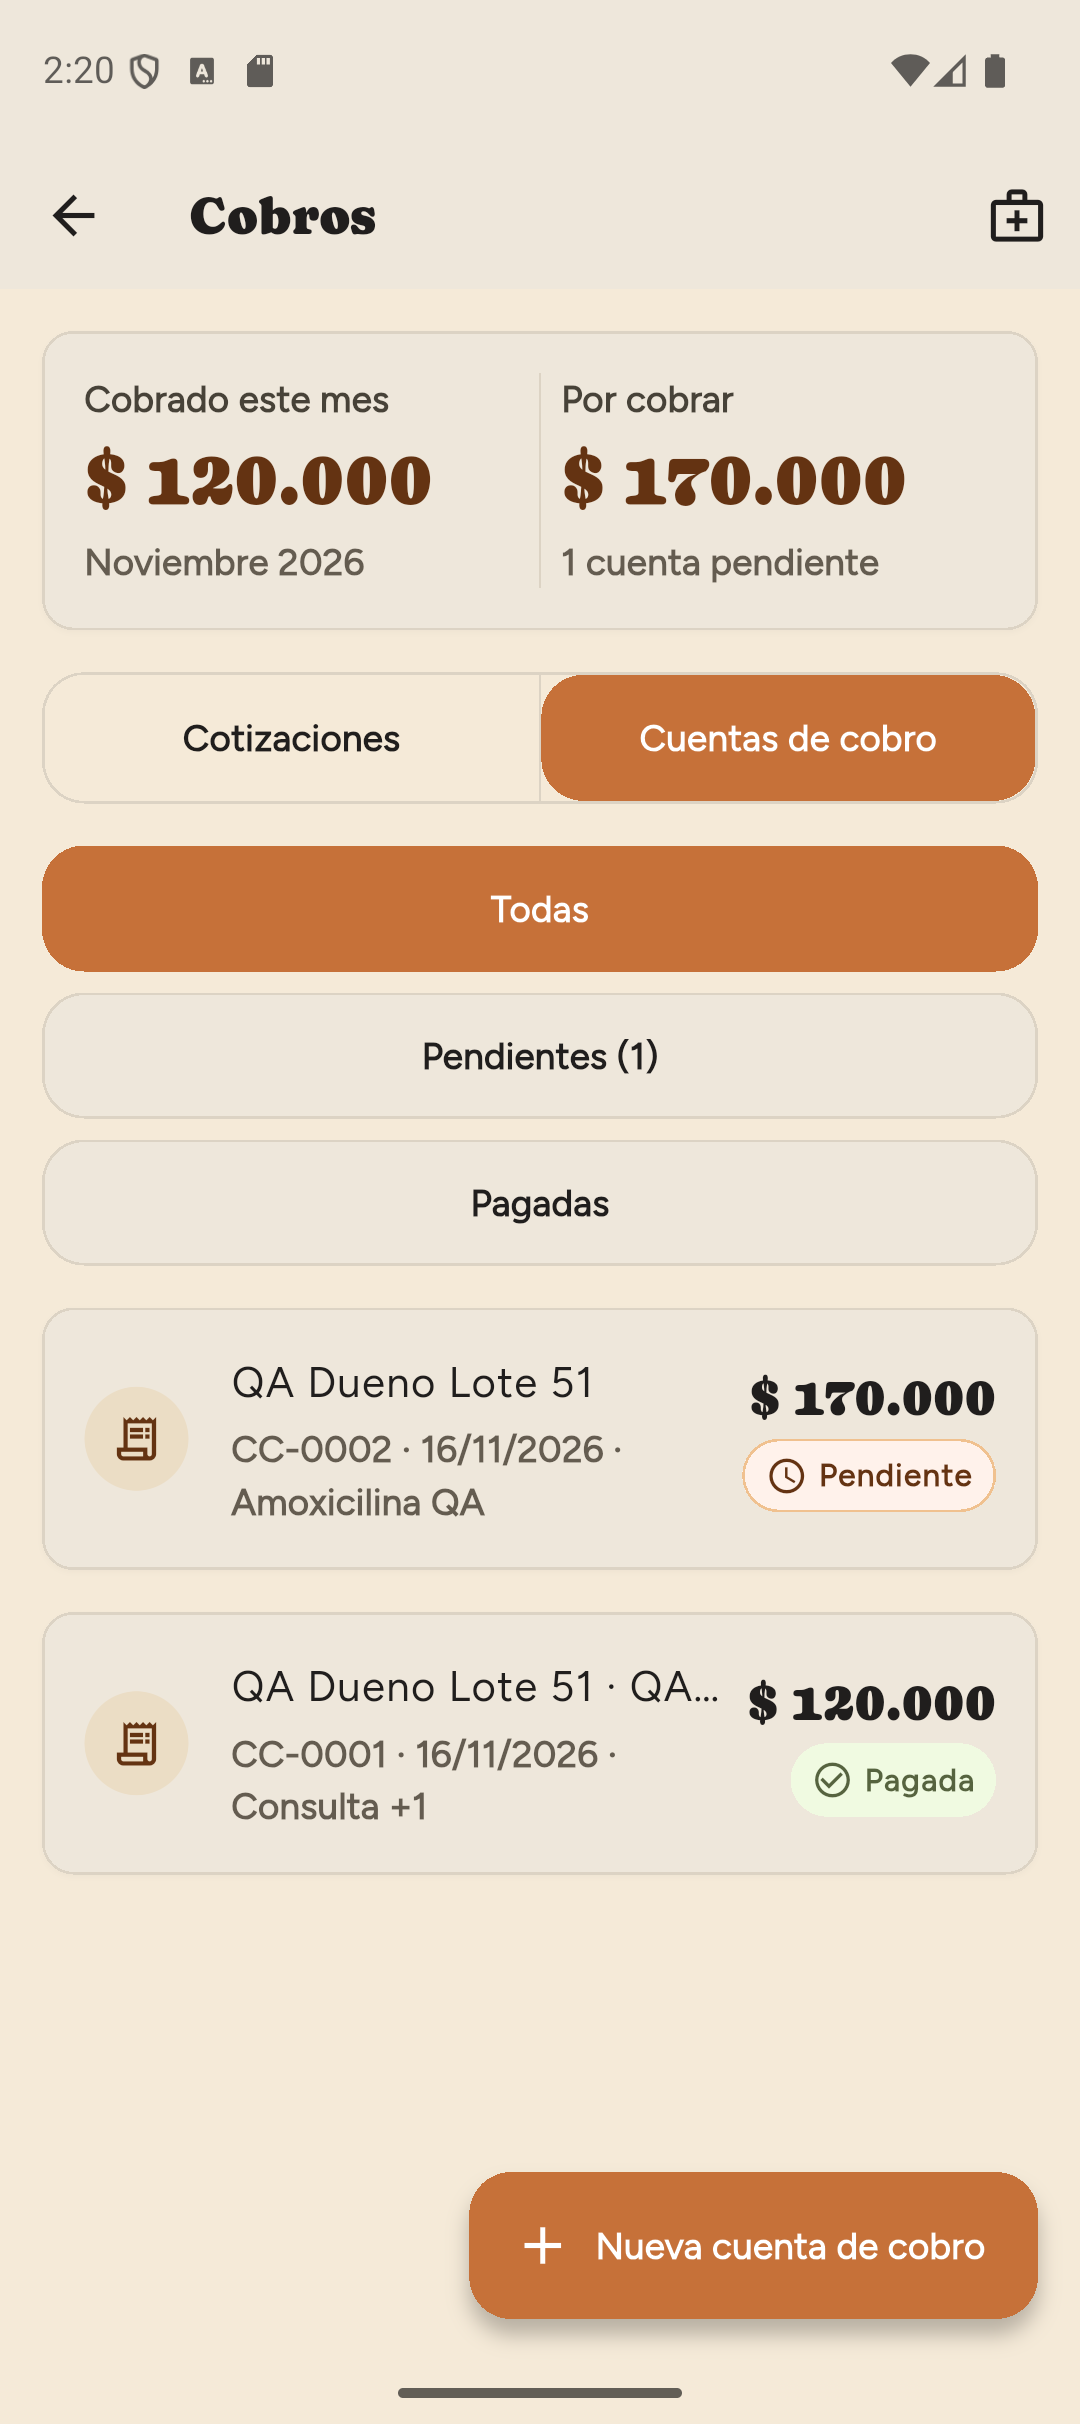 2:20
Cobros
Cobrado este mes
$ 120.000
Noviembre 2026
Por cobrar
$ 170.000
1 cuenta pendiente
Cotizaciones
Cuentas de cobro
Todas
Pendientes (1)
Pagadas
QA Dueno Lote 51
CC-0002 · 16/11/2026 ·
Amoxicilina QA
$ 170.000
Pendiente
QA Dueno Lote 51 · QA...
CC-0001 · 16/11/2026 ·
Consulta +1
$ 120.000
Pagada
Nueva cuenta de cobro